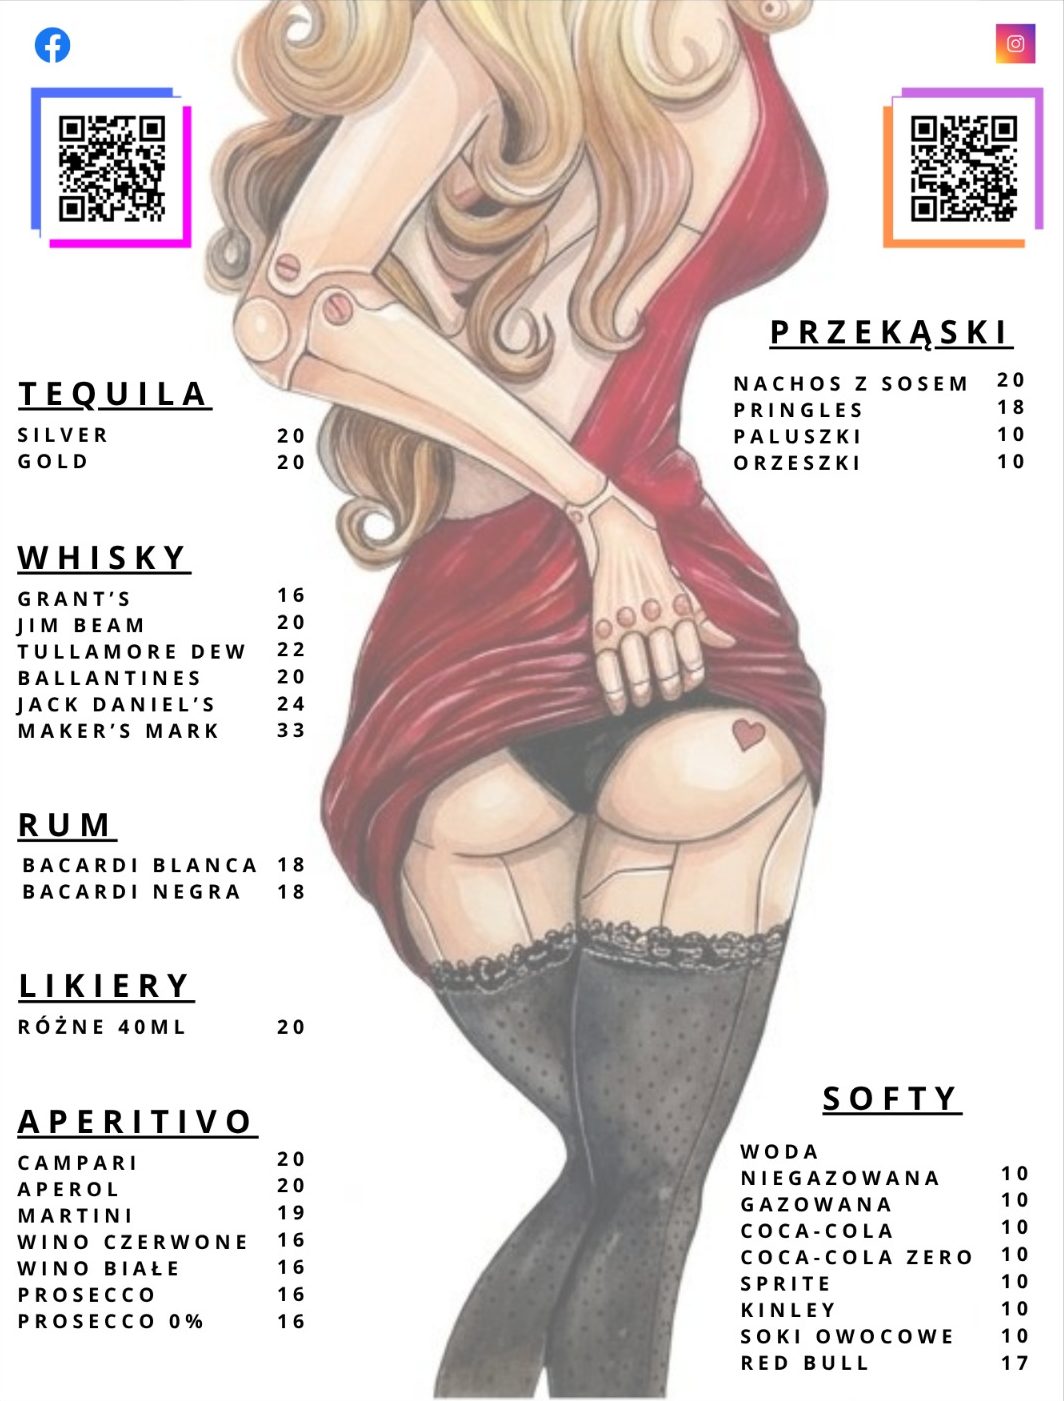 TEQUILA
SILVER 20
GOLD 20
WHISKY
GRANT'S 16
JIM BEAM 20
TULLAMORE DEW 22
BALLANTINES 20
JACK DANIEL'S 24
MAKER'S MARK 33
RUM
BACARDI BLANCA 18
BACARDI NEGRA 18
LIKIERY
RÓŻNE 40ML 20
APERITIVO
CAMPARI 20
APEROL 20
MARTINI 19
WINO CZERWONE 16
WINO BIAŁE 16
PROSECCO 16
PROSECCO 0% 16
PRZEKĄSKI
NACHOS Z SOSEM 20
PRINGLES 18
PALUSZKI 10
ORZESZKI 10
SOFTY
WODA
NIEGAZOWANA 10
GAZOWANA 10
COCA-COLA 10
COCA-COLA ZERO 10
SPRITE 10
KINLEY 10
SOKI OWOCOWE 10
RED BULL 17